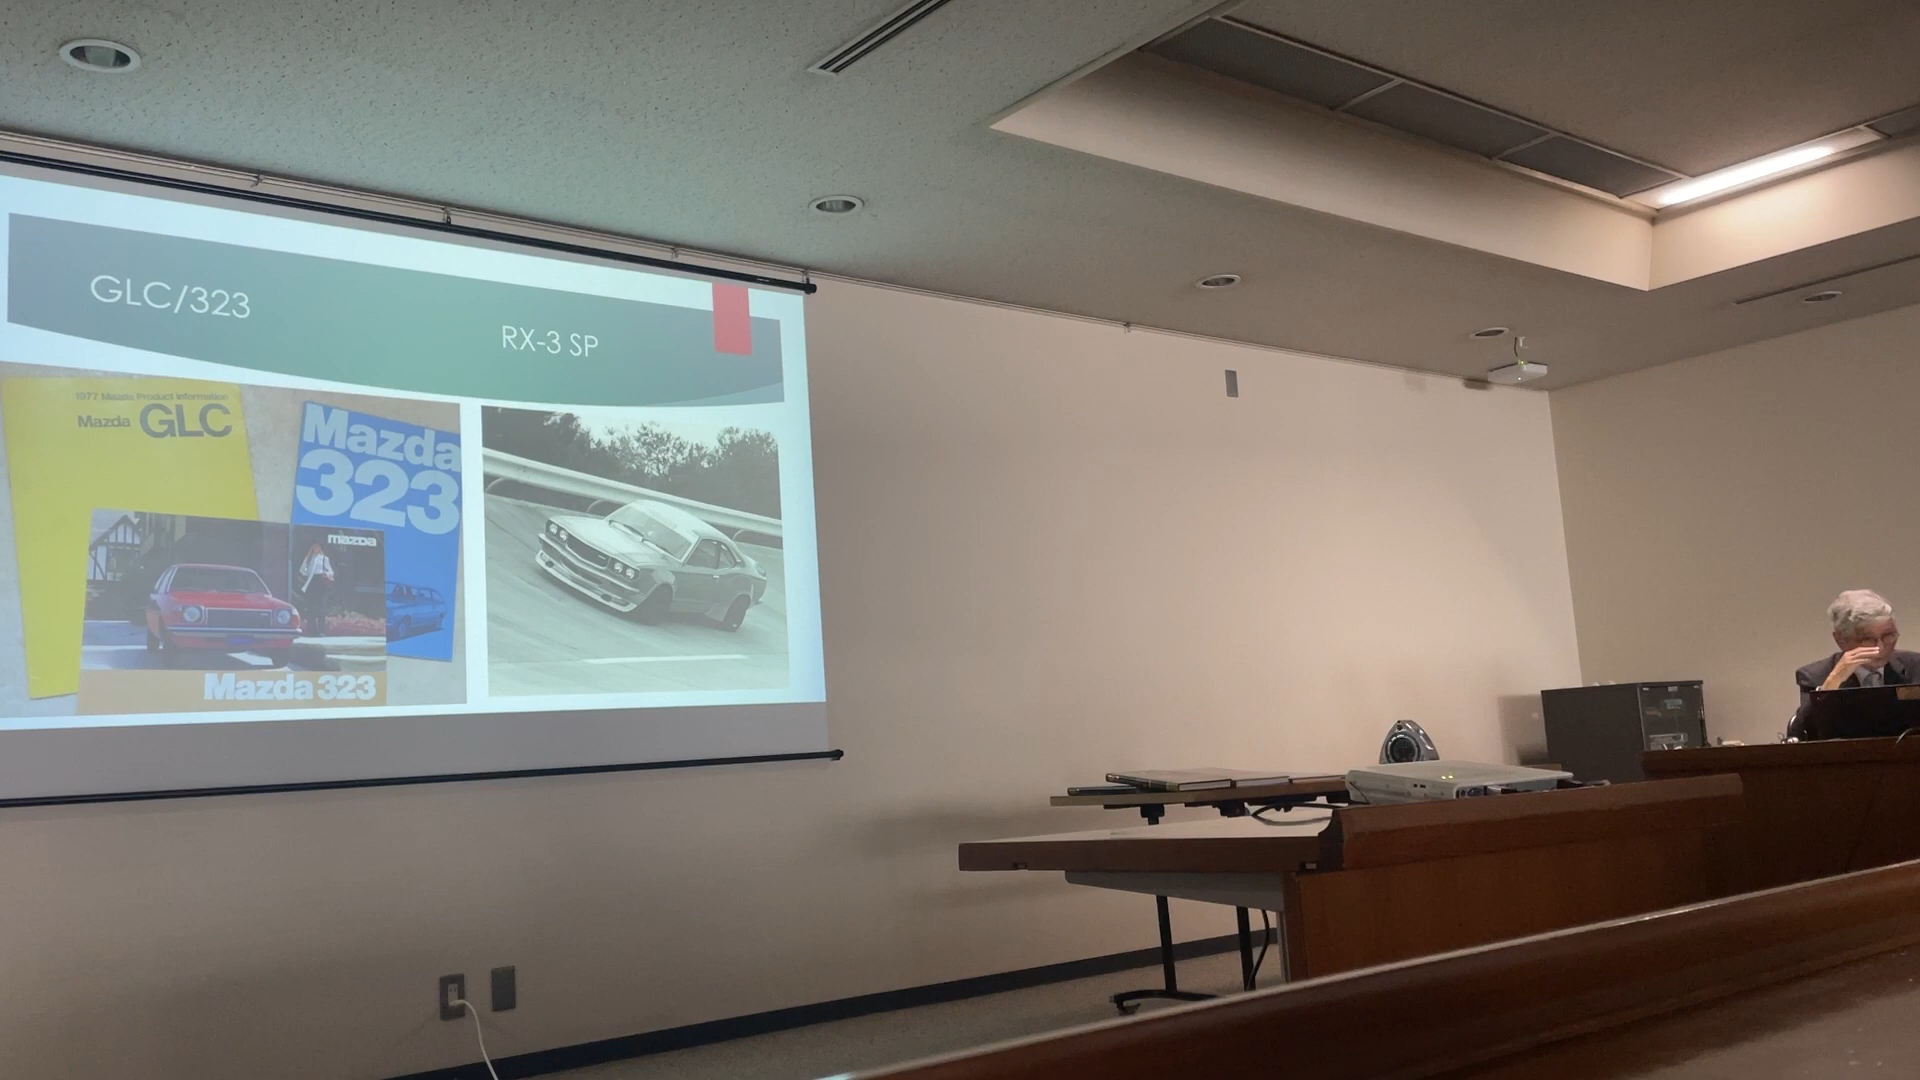 GLC/323
RX-3 SP
1977 Mazda Product Information
Mazda GLC
Mazda
323
mazda
Mazda 323